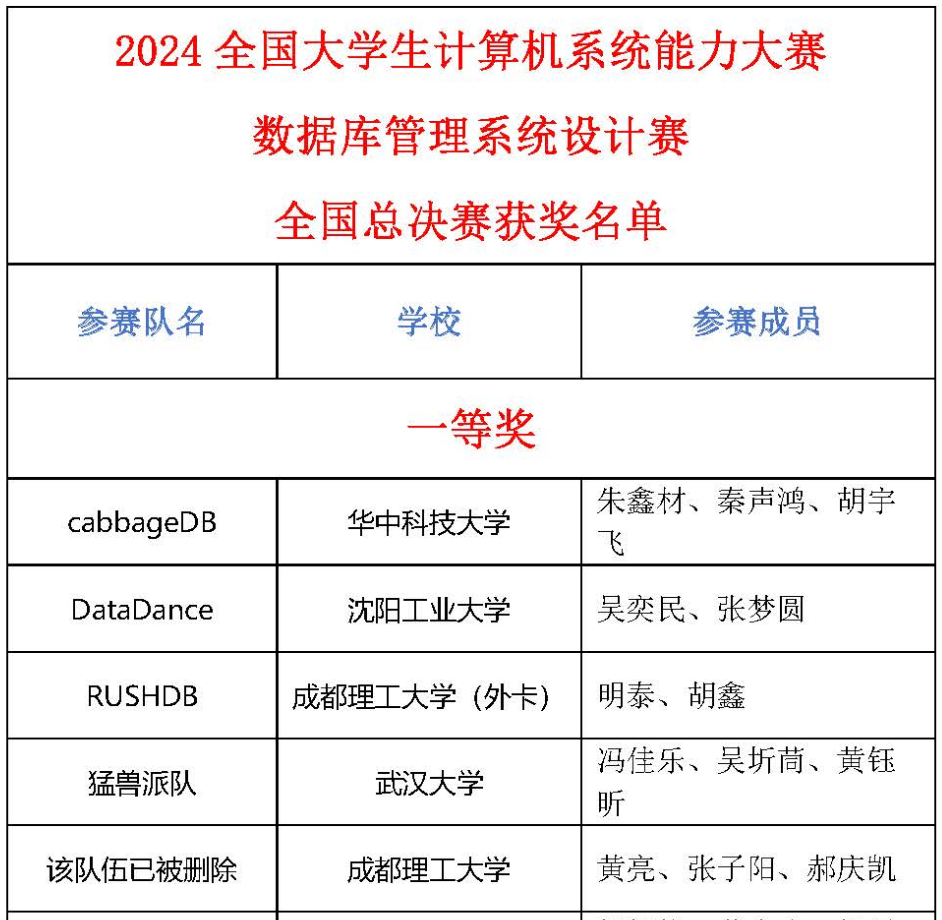 2024 全国大学生计算机系统能力大赛
数据库管理系统设计赛
全国总决赛获奖名单
参赛队名 学校 参赛成员
一等奖
cabbageDB 华中科技大学 朱鑫材、秦声鸿、胡宇
飞
DataDance 沈阳工业大学 吴奕民、张梦圆
RUSHDB 成都理工大学（外卡） 明泰、胡鑫
猛兽派队 武汉大学 冯佳乐、吴圻茼、黄钰
昕
该队伍已被删除 成都理工大学 黄亮、张子阳、郝庆凯